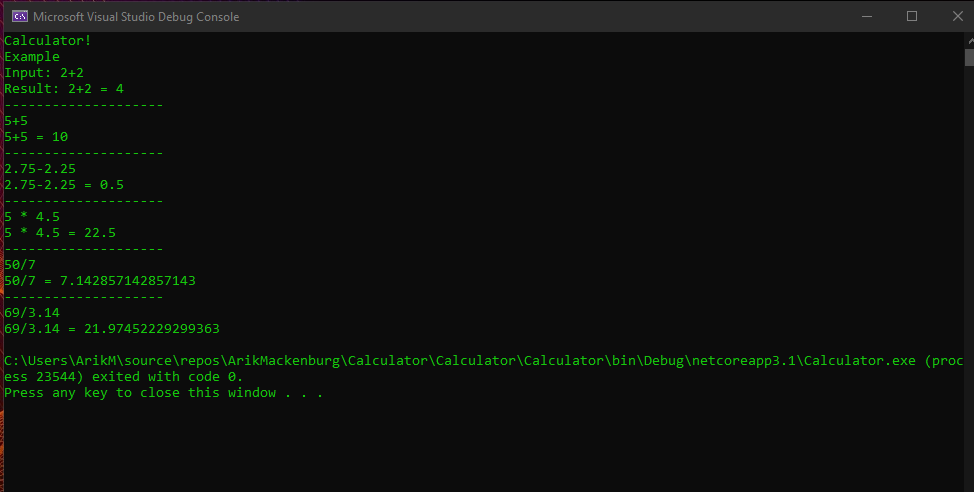 Microsoft Visual Studio Debug Console
Calculator!
Example
Input: 2+2
Result: 2+2 = 4
--------------------
5+5
5+5 = 10
--------------------
2.75-2.25
2.75-2.25 = 0.5
--------------------
5 * 4.5
5 * 4.5 = 22.5
--------------------
50/7
50/7 = 7.142857142857143
--------------------
69/3.14
69/3.14 = 21.97452229299363
C:\Users\ArikM\source\repos\ArikMackenburg\Calculator\Calculator\Calculator\bin\Debug\netcoreapp3.1\Calculator.exe (proc
ess 23544) exited with code 0.
Press any key to close this window . . .